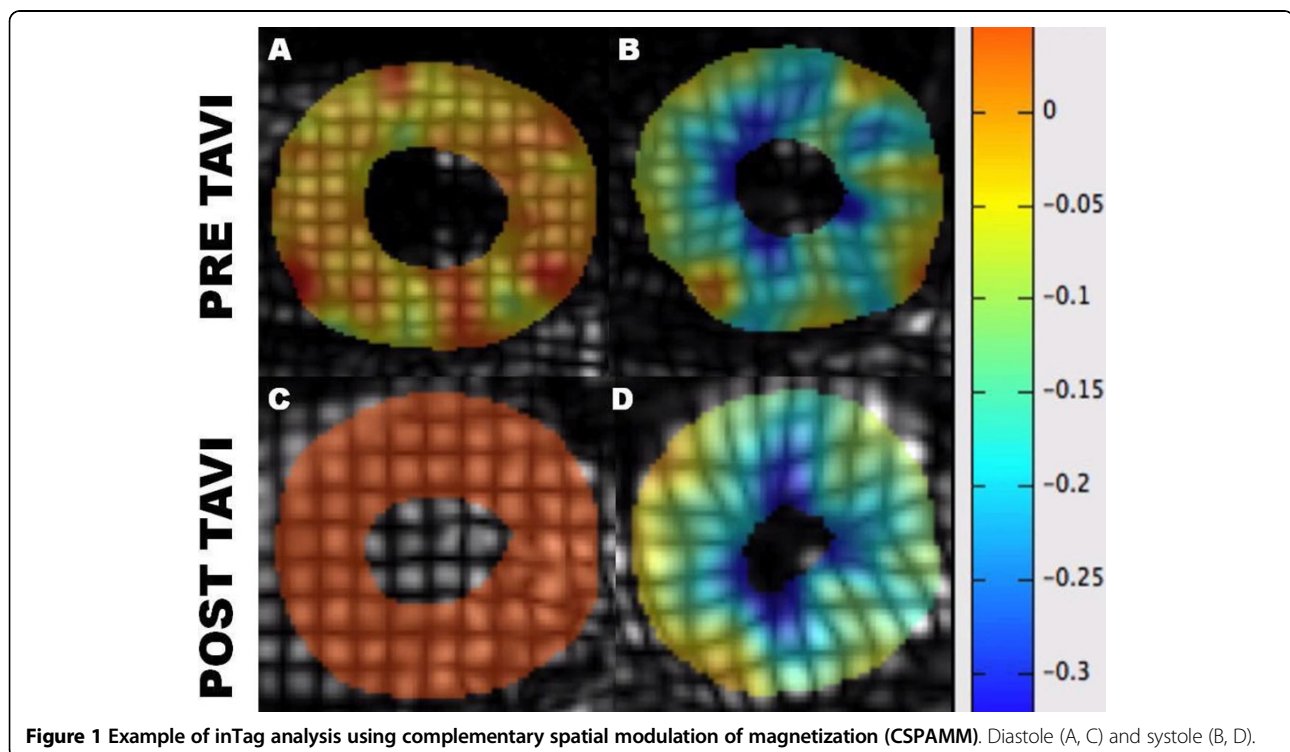 A
B
PRE TAVI
C
D
POST TAVI
0
−0.05
−0.1
−0.15
−0.2
−0.25
−0.3
Figure 1 Example of inTag analysis using complementary spatial modulation of magnetization (CSPAMM). Diastole (A, C) and systole (B, D).